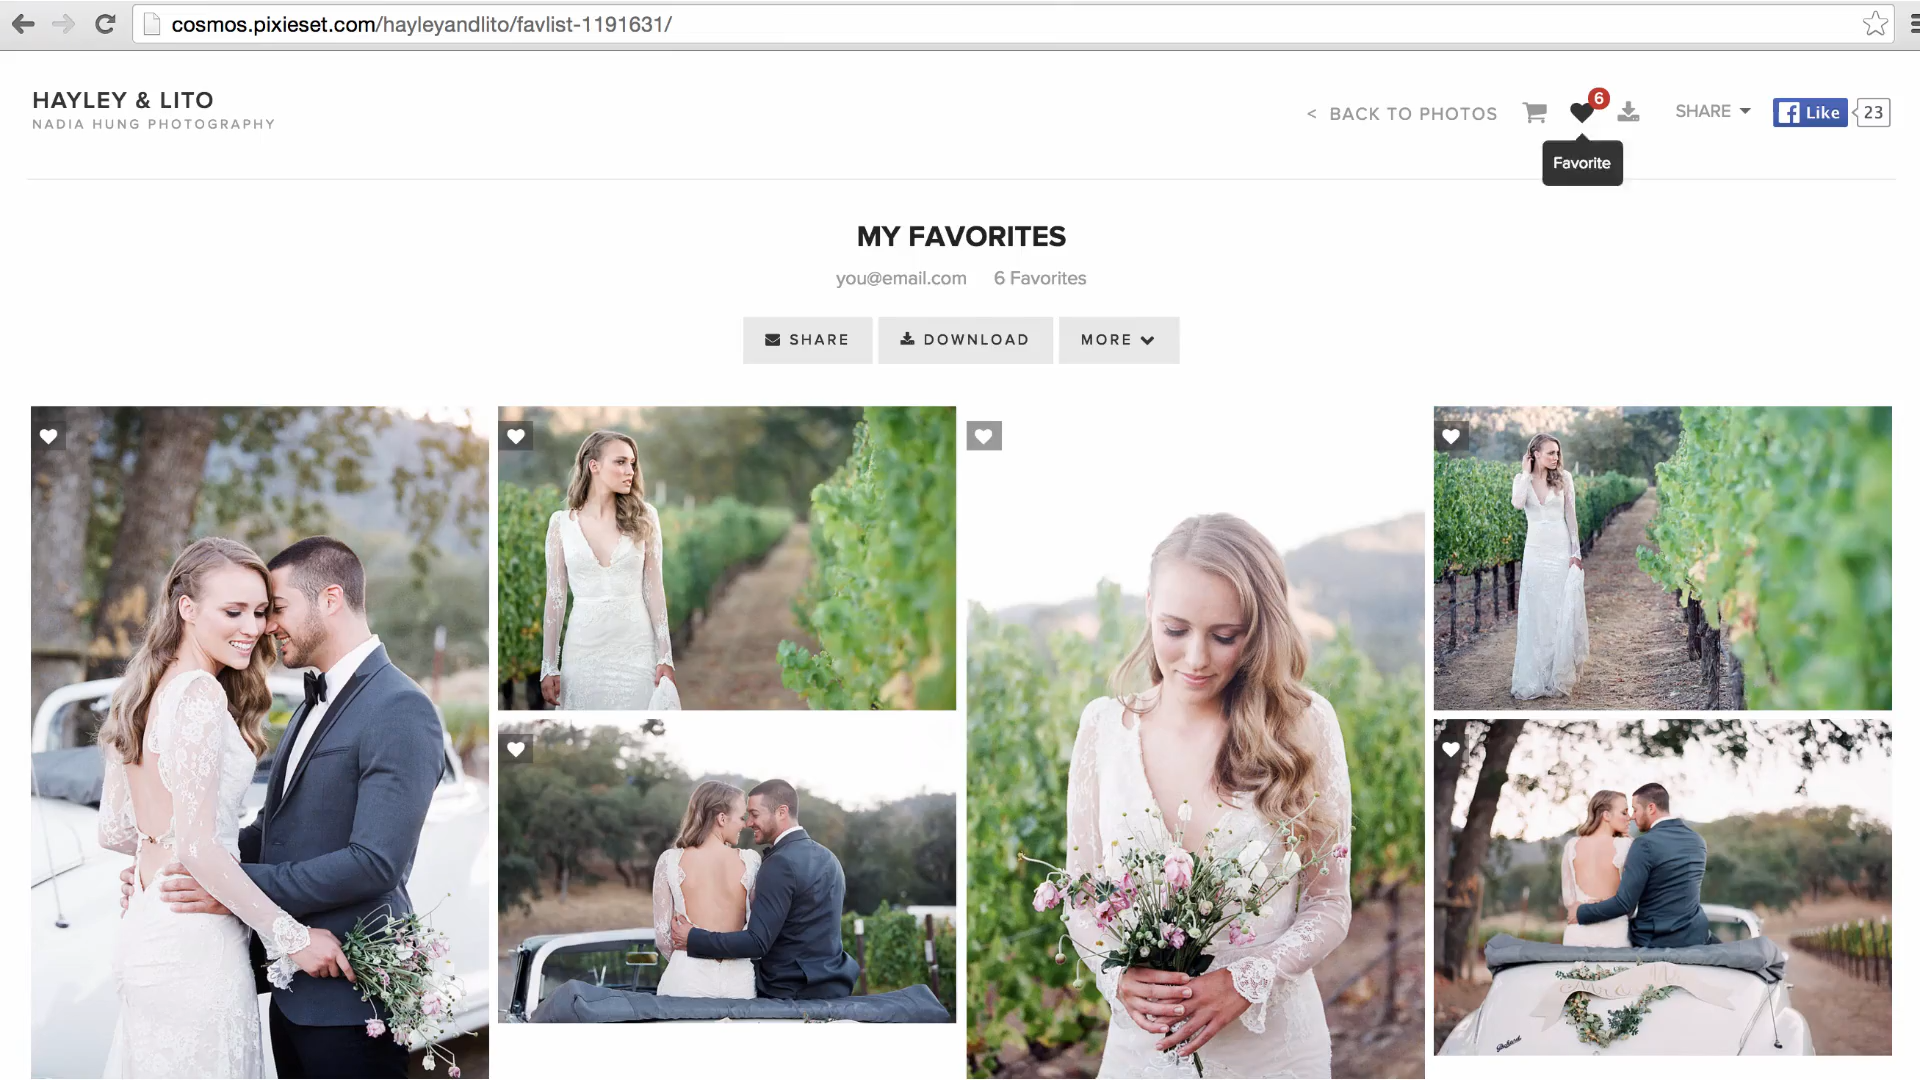 cosmos.pixieset.com/hayleyandlito/favlist-1191631/
HAYLEY & LITO
NADIA HUNG PHOTOGRAPHY
< BACK TO PHOTOS
6
SHARE
Like
23
Favorite
MY FAVORITES
you@email.com 6 Favorites
SHARE
DOWNLOAD
MORE